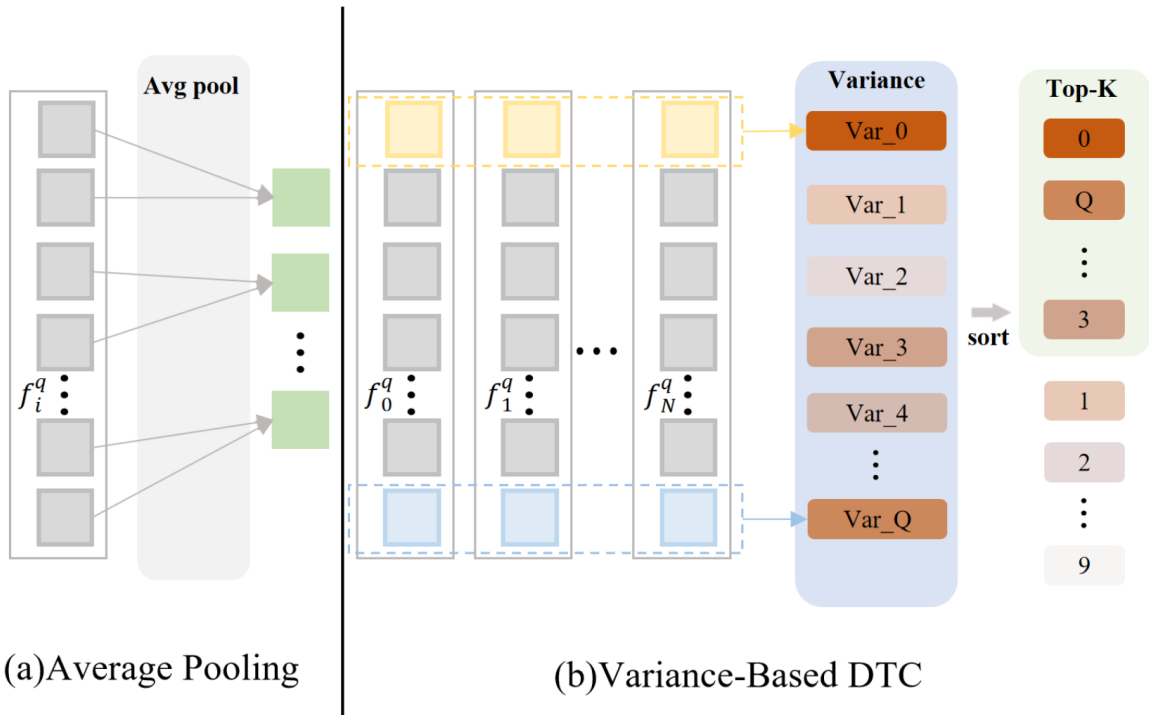 Avg pool
f_i^q
(a)Average Pooling
f_0^q
f_1^q
f_N^q
Variance
Var_0
Var_1
Var_2
Var_3
Var_4
Var_Q
sort
Top-K
0
Q
3
1
2
9
(b)Variance-Based DTC